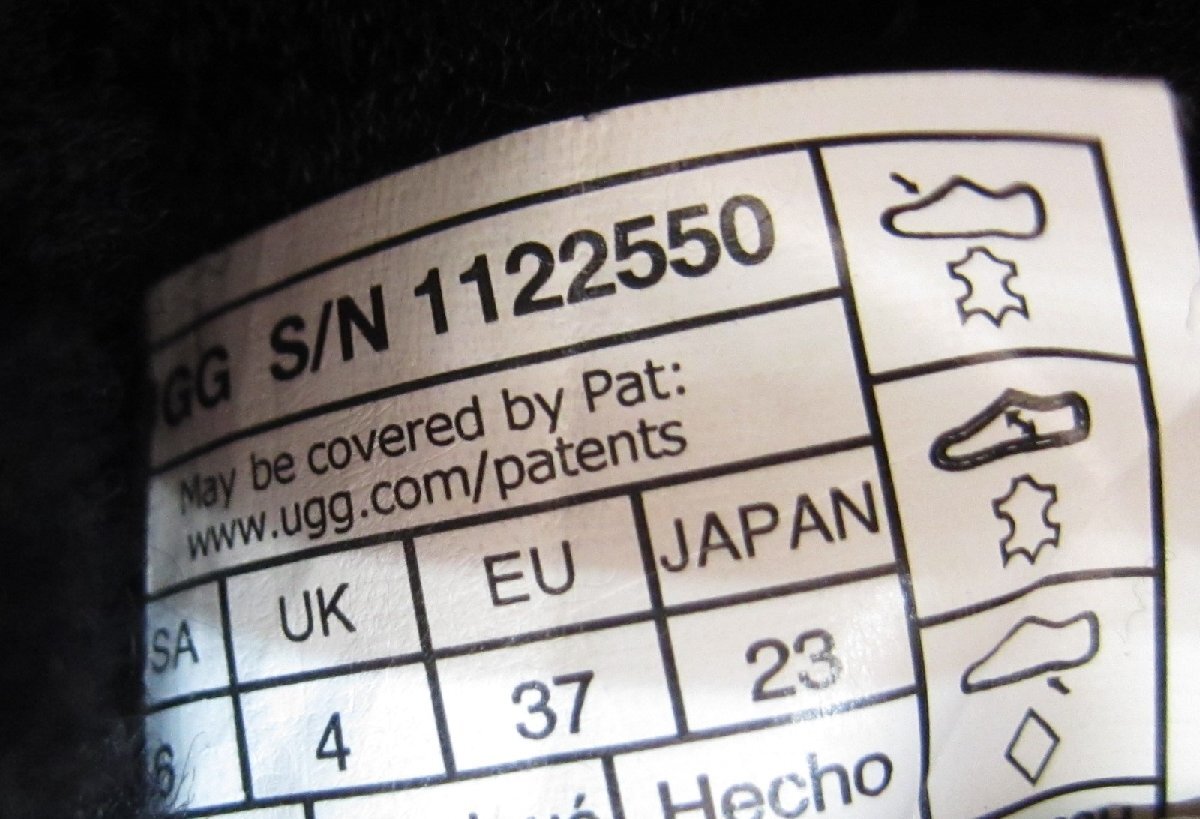 GG S/N 1122550
May be covered by Pat:
www.ugg.com/patents
SA UK EU JAPAN
6 4 37 23
Hecho